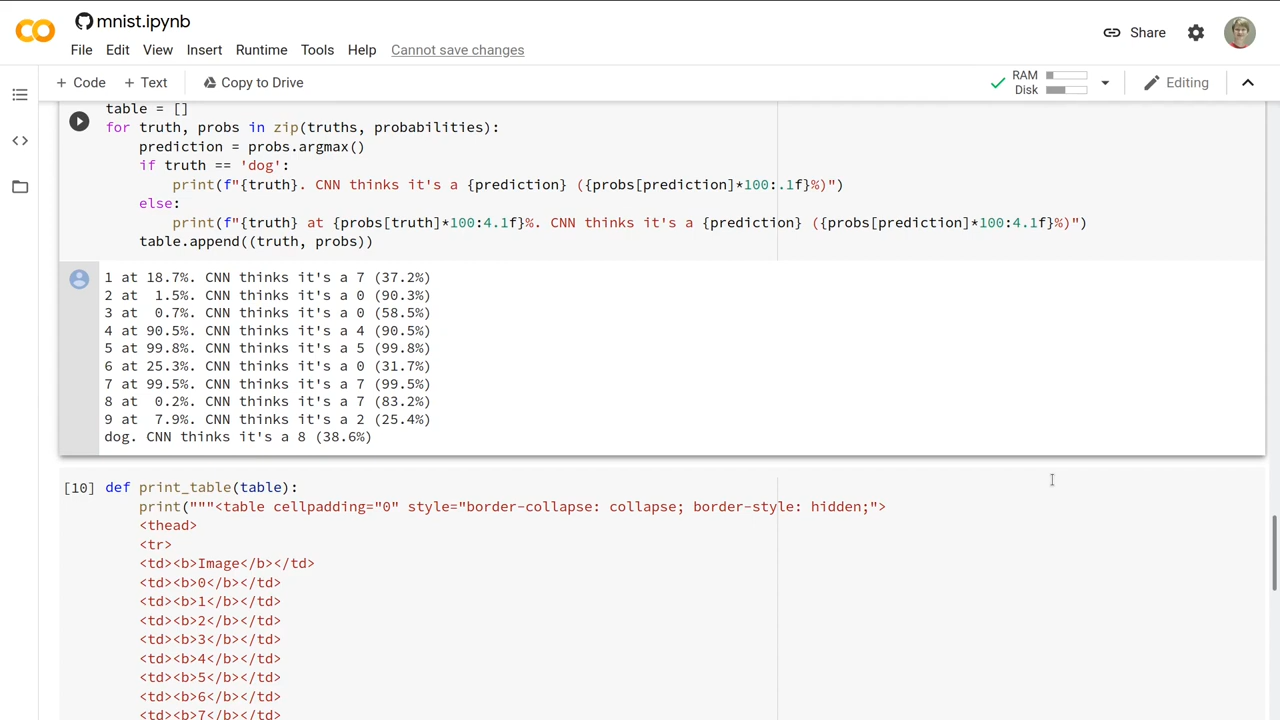 mnist.ipynb
File Edit View Insert Runtime Tools Help Cannot save changes
Share
+ Code + Text Copy to Drive
RAM
Disk
Editing
table = []
for truth, probs in zip(truths, probabilities):
    prediction = probs.argmax()
    if truth == 'dog':
        print(f"{truth}. CNN thinks it's a {prediction} ({probs[prediction]*100:.1f}%)")
    else:
        print(f"{truth} at {probs[truth]*100:4.1f}%. CNN thinks it's a {prediction} ({probs[prediction]*100:4.1f}%)")
    table.append((truth, probs))
1 at 18.7%. CNN thinks it's a 7 (37.2%)
2 at  1.5%. CNN thinks it's a 0 (90.3%)
3 at  0.7%. CNN thinks it's a 0 (58.5%)
4 at 90.5%. CNN thinks it's a 4 (90.5%)
5 at 99.8%. CNN thinks it's a 5 (99.8%)
6 at 25.3%. CNN thinks it's a 0 (31.7%)
7 at 99.5%. CNN thinks it's a 7 (99.5%)
8 at  0.2%. CNN thinks it's a 7 (83.2%)
9 at  7.9%. CNN thinks it's a 2 (25.4%)
dog. CNN thinks it's a 8 (38.6%)
[10] def print_table(table):
    print("""<table cellpadding="0" style="border-collapse: collapse; border-style: hidden;">
    <thead>
    <tr>
    <td><b>Image</b></td>
    <td><b>0</b></td>
    <td><b>1</b></td>
    <td><b>2</b></td>
    <td><b>3</b></td>
    <td><b>4</b></td>
    <td><b>5</b></td>
    <td><b>6</b></td>
    <td><b>7</b></td>